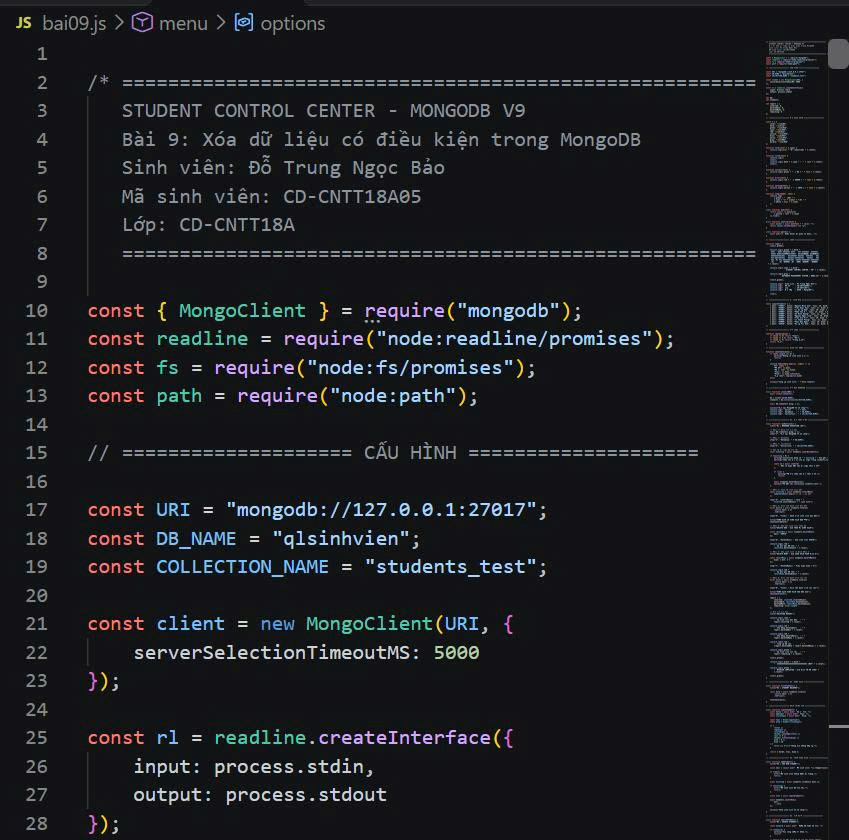 JS bai09.js > menu > options
1
2 /* =======================================================
3 STUDENT CONTROL CENTER - MONGODB V9
4 Bài 9: Xóa dữ liệu có điều kiện trong MongoDB
5 Sinh viên: Đỗ Trung Ngọc Bảo
6 Mã sinh viên: CD-CNTT18A05
7 Lớp: CD-CNTT18A
8 =======================================================
9
10 const { MongoClient } = require("mongodb");
11 const readline = require("node:readline/promises");
12 const fs = require("node:fs/promises");
13 const path = require("node:path");
14
15 // ==================== CẤU HÌNH ====================
16
17 const URI = "mongodb://127.0.0.1:27017";
18 const DB_NAME = "qlsinhvien";
19 const COLLECTION_NAME = "students_test";
20
21 const client = new MongoClient(URI, {
22 serverSelectionTimeoutMS: 5000
23 });
24
25 const rl = readline.createInterface({
26 input: process.stdin,
27 output: process.stdout
28 });